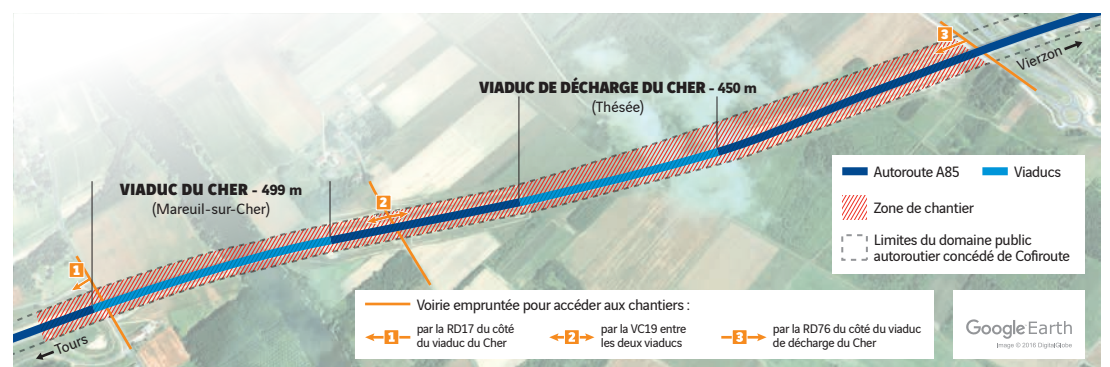 3
Vierzon
VIADUC DE DÉCHARGE DU CHER - 450 m
(Thésée)
VIADUC DU CHER - 499 m
(Mareuil-sur-Cher)
2
1
Tours
Autoroute A85
Viaducs
Zone de chantier
Limites du domaine public
autoroutier concédé de Cofiroute
Voirie empruntée pour accéder aux chantiers :
1 par la RD17 du côté
du viaduc du Cher
2 par la VC19 entre
les deux viaducs
3 par la RD76 du côté du viaduc
de décharge du Cher
Google Earth
Image © 2016 DigitalGlobe